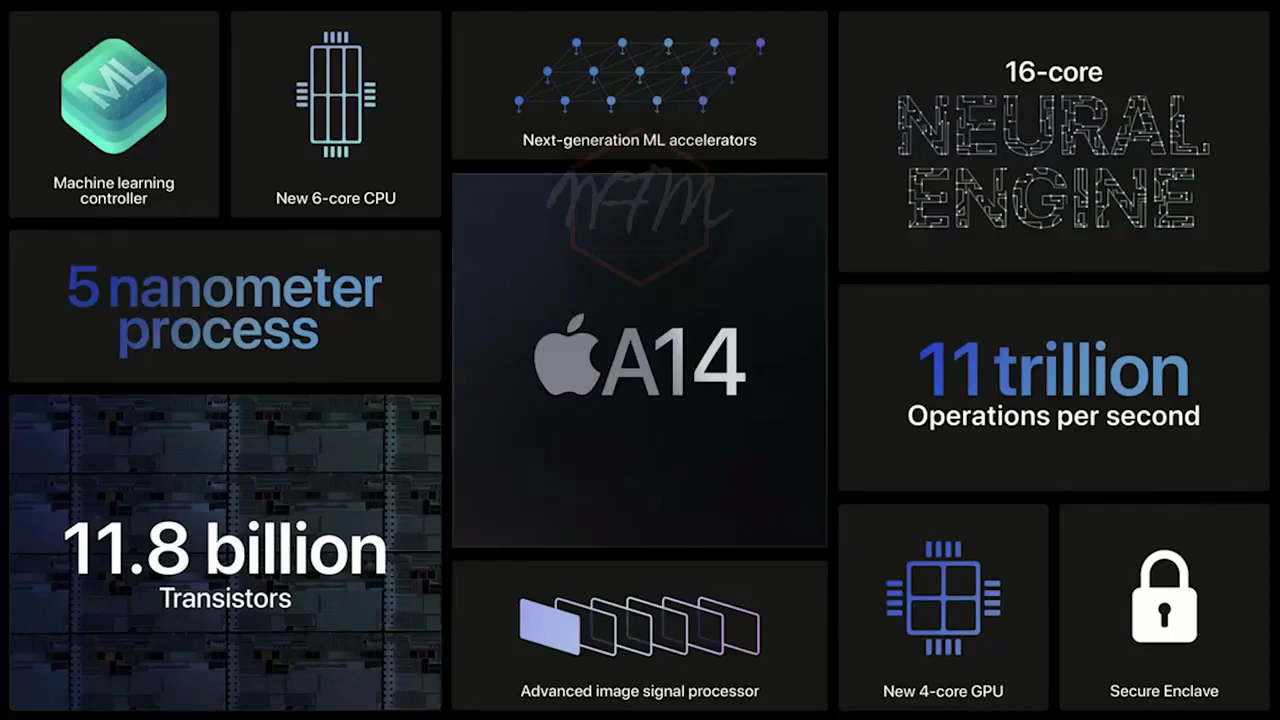 ML
Machine learning
controller
New 6-core CPU
Next-generation ML accelerators
16-core
NEURAL
ENGINE
5 nanometer
process
A14
11 trillion
Operations per second
11.8 billion
Transistors
Advanced image signal processor
New 4-core GPU
Secure Enclave